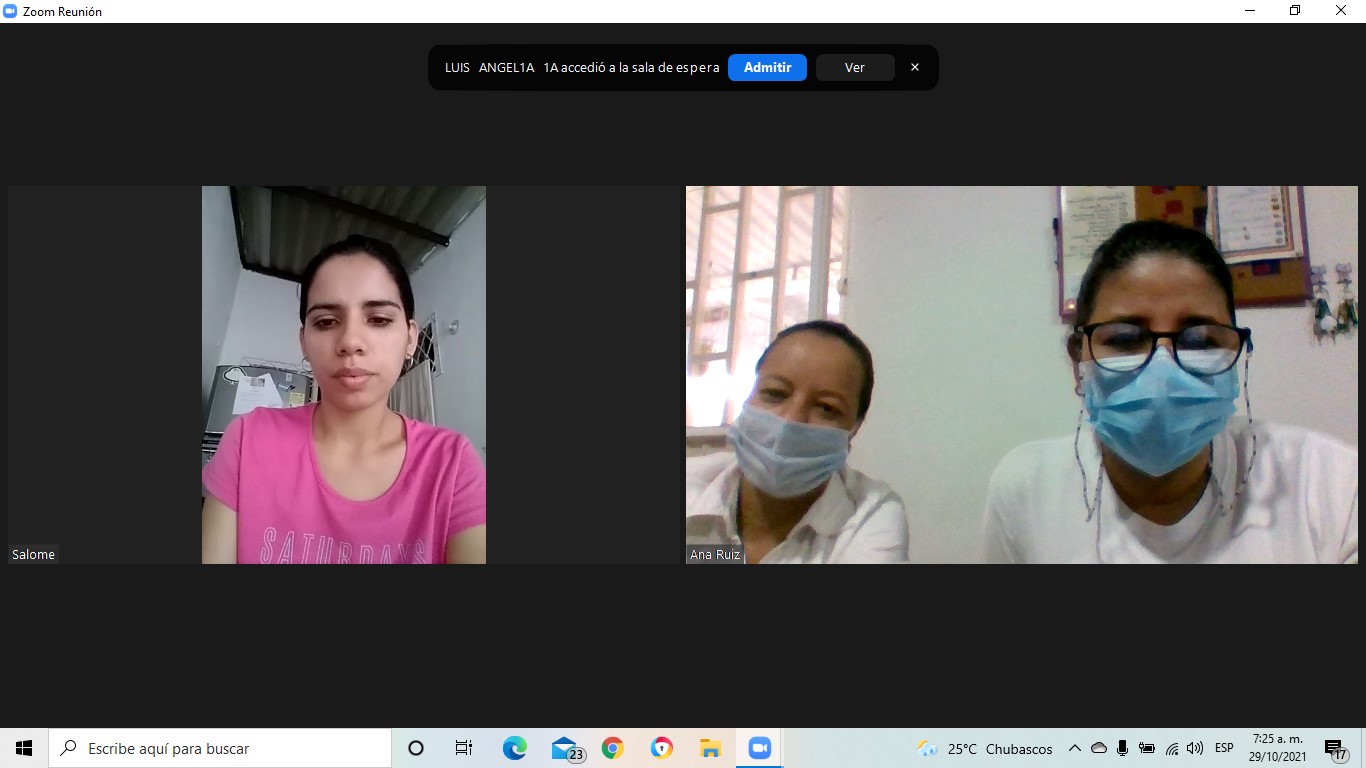 Zoom Reunión
LUIS ANGEL1A 1A accedió a la sala de espera
Admitir
Ver
SATURDAYS
Salome
Ana Ruiz
Escribe aquí para buscar
23
25°C Chubascos
ESP
7:25 a. m.
29/10/2021
17